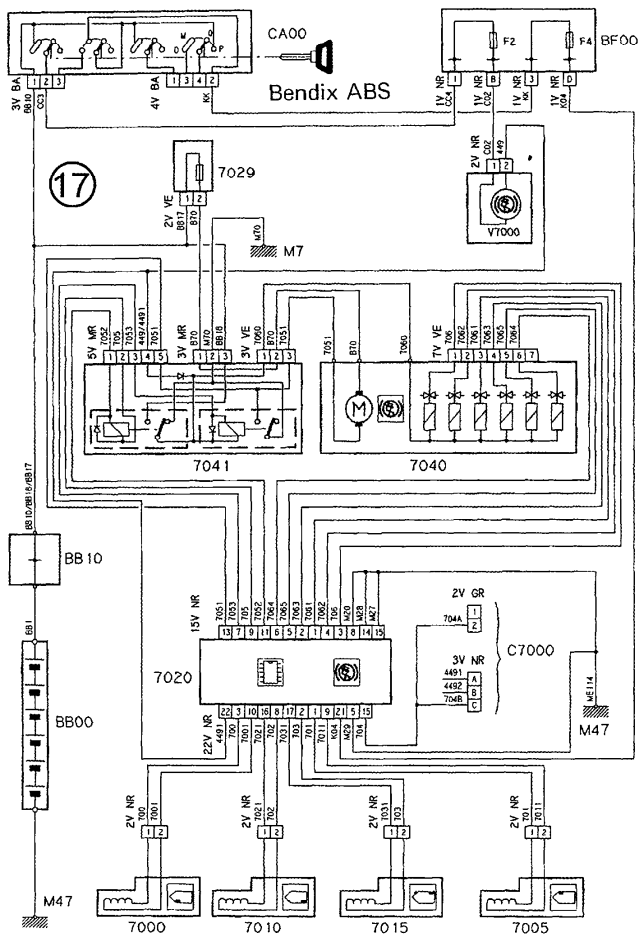 CA00
BF00
F2
F4
W
O
D
P
Bendix ABS
3V BA
1 2 3
BB10
CC3
4V BA
1 3 4 2
KK
1V NR
1
CC4
1V NR
B
C02
1V NR
3
KK
1V NR
D
K04
17
7029
2V VE
1 2
BB17
B70
M70
M7
C02
449
2V NR
1 2
V7000
5V MR
7052
705
7053
449/4491
7051
1 2 3 4 5
3V MR
B70
M70
BB18
1 2 3
3V VE
7060
B70
7051
1 2 3
7051
B70
7060
7V VE
706
7062
7061
7063
7065
7064
1 2 3 4 5 6 7
M
7041
7040
BB10/BB18/BB17
BB10
BB1
BB00
M47
15V NR
7051
7053
705
7052
7064
7065
7063
7061
7062
706
M20
M28
M27
13 7 9 11 6 5 2 1 4 3 8 14 15
7020
22V NR
22 3 10 16 8 17 2 1 9 21 5 15
4491
700
7001
7021
702
7031
703
701
7011
K04
M29
704
2V GR
1
704A
2
3V NR
4491
A
4492
B
704B
C
C7000
ME114
M47
2V NR
700
7001
1 2
7000
2V NR
7021
702
1 2
7010
2V NR
7031
703
1 2
7015
2V NR
701
7011
1 2
7005